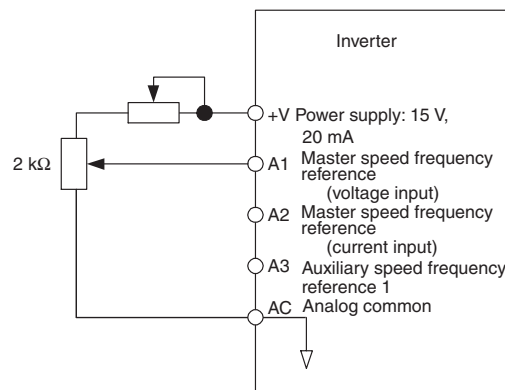 Inverter
+V Power supply: 15 V,
20 mA
2 kΩ
A1 Master speed frequency
reference
(voltage input)
A2 Master speed frequency
reference
(current input)
A3 Auxiliary speed frequency
reference 1
AC Analog common